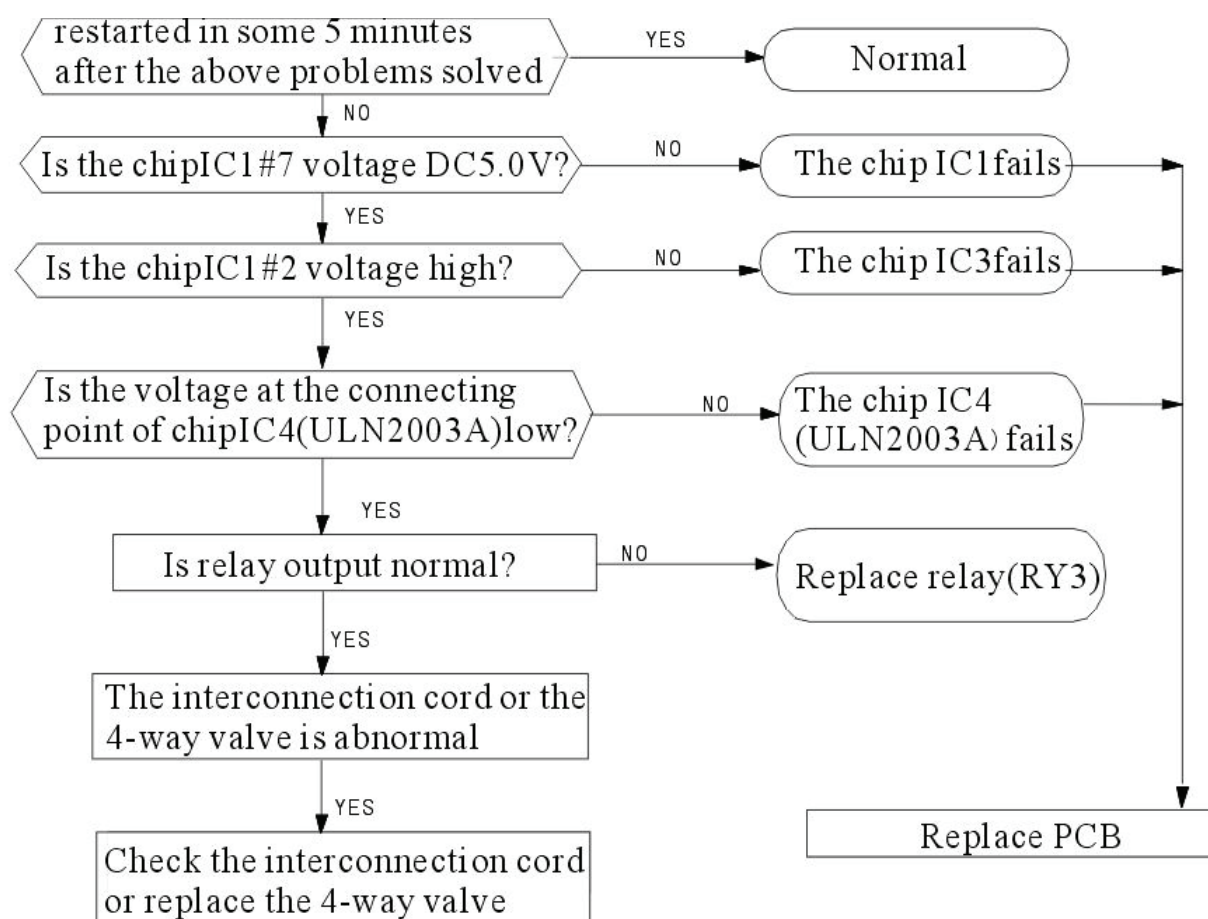 restarted in some 5 minutes
after the above problems solved
YES
Normal
NO
Is the chipIC1#7 voltage DC5.0V?
NO
The chip IC1fails
YES
Is the chipIC1#2 voltage high?
NO
The chip IC3fails
YES
Is the voltage at the connecting
point of chipIC4(ULN2003A)low?
NO
The chip IC4
(ULN2003A) fails
YES
Is relay output normal?
NO
Replace relay(RY3)
YES
The interconnection cord or the
4-way valve is abnormal
YES
Replace PCB
Check the interconnection cord
or replace the 4-way valve